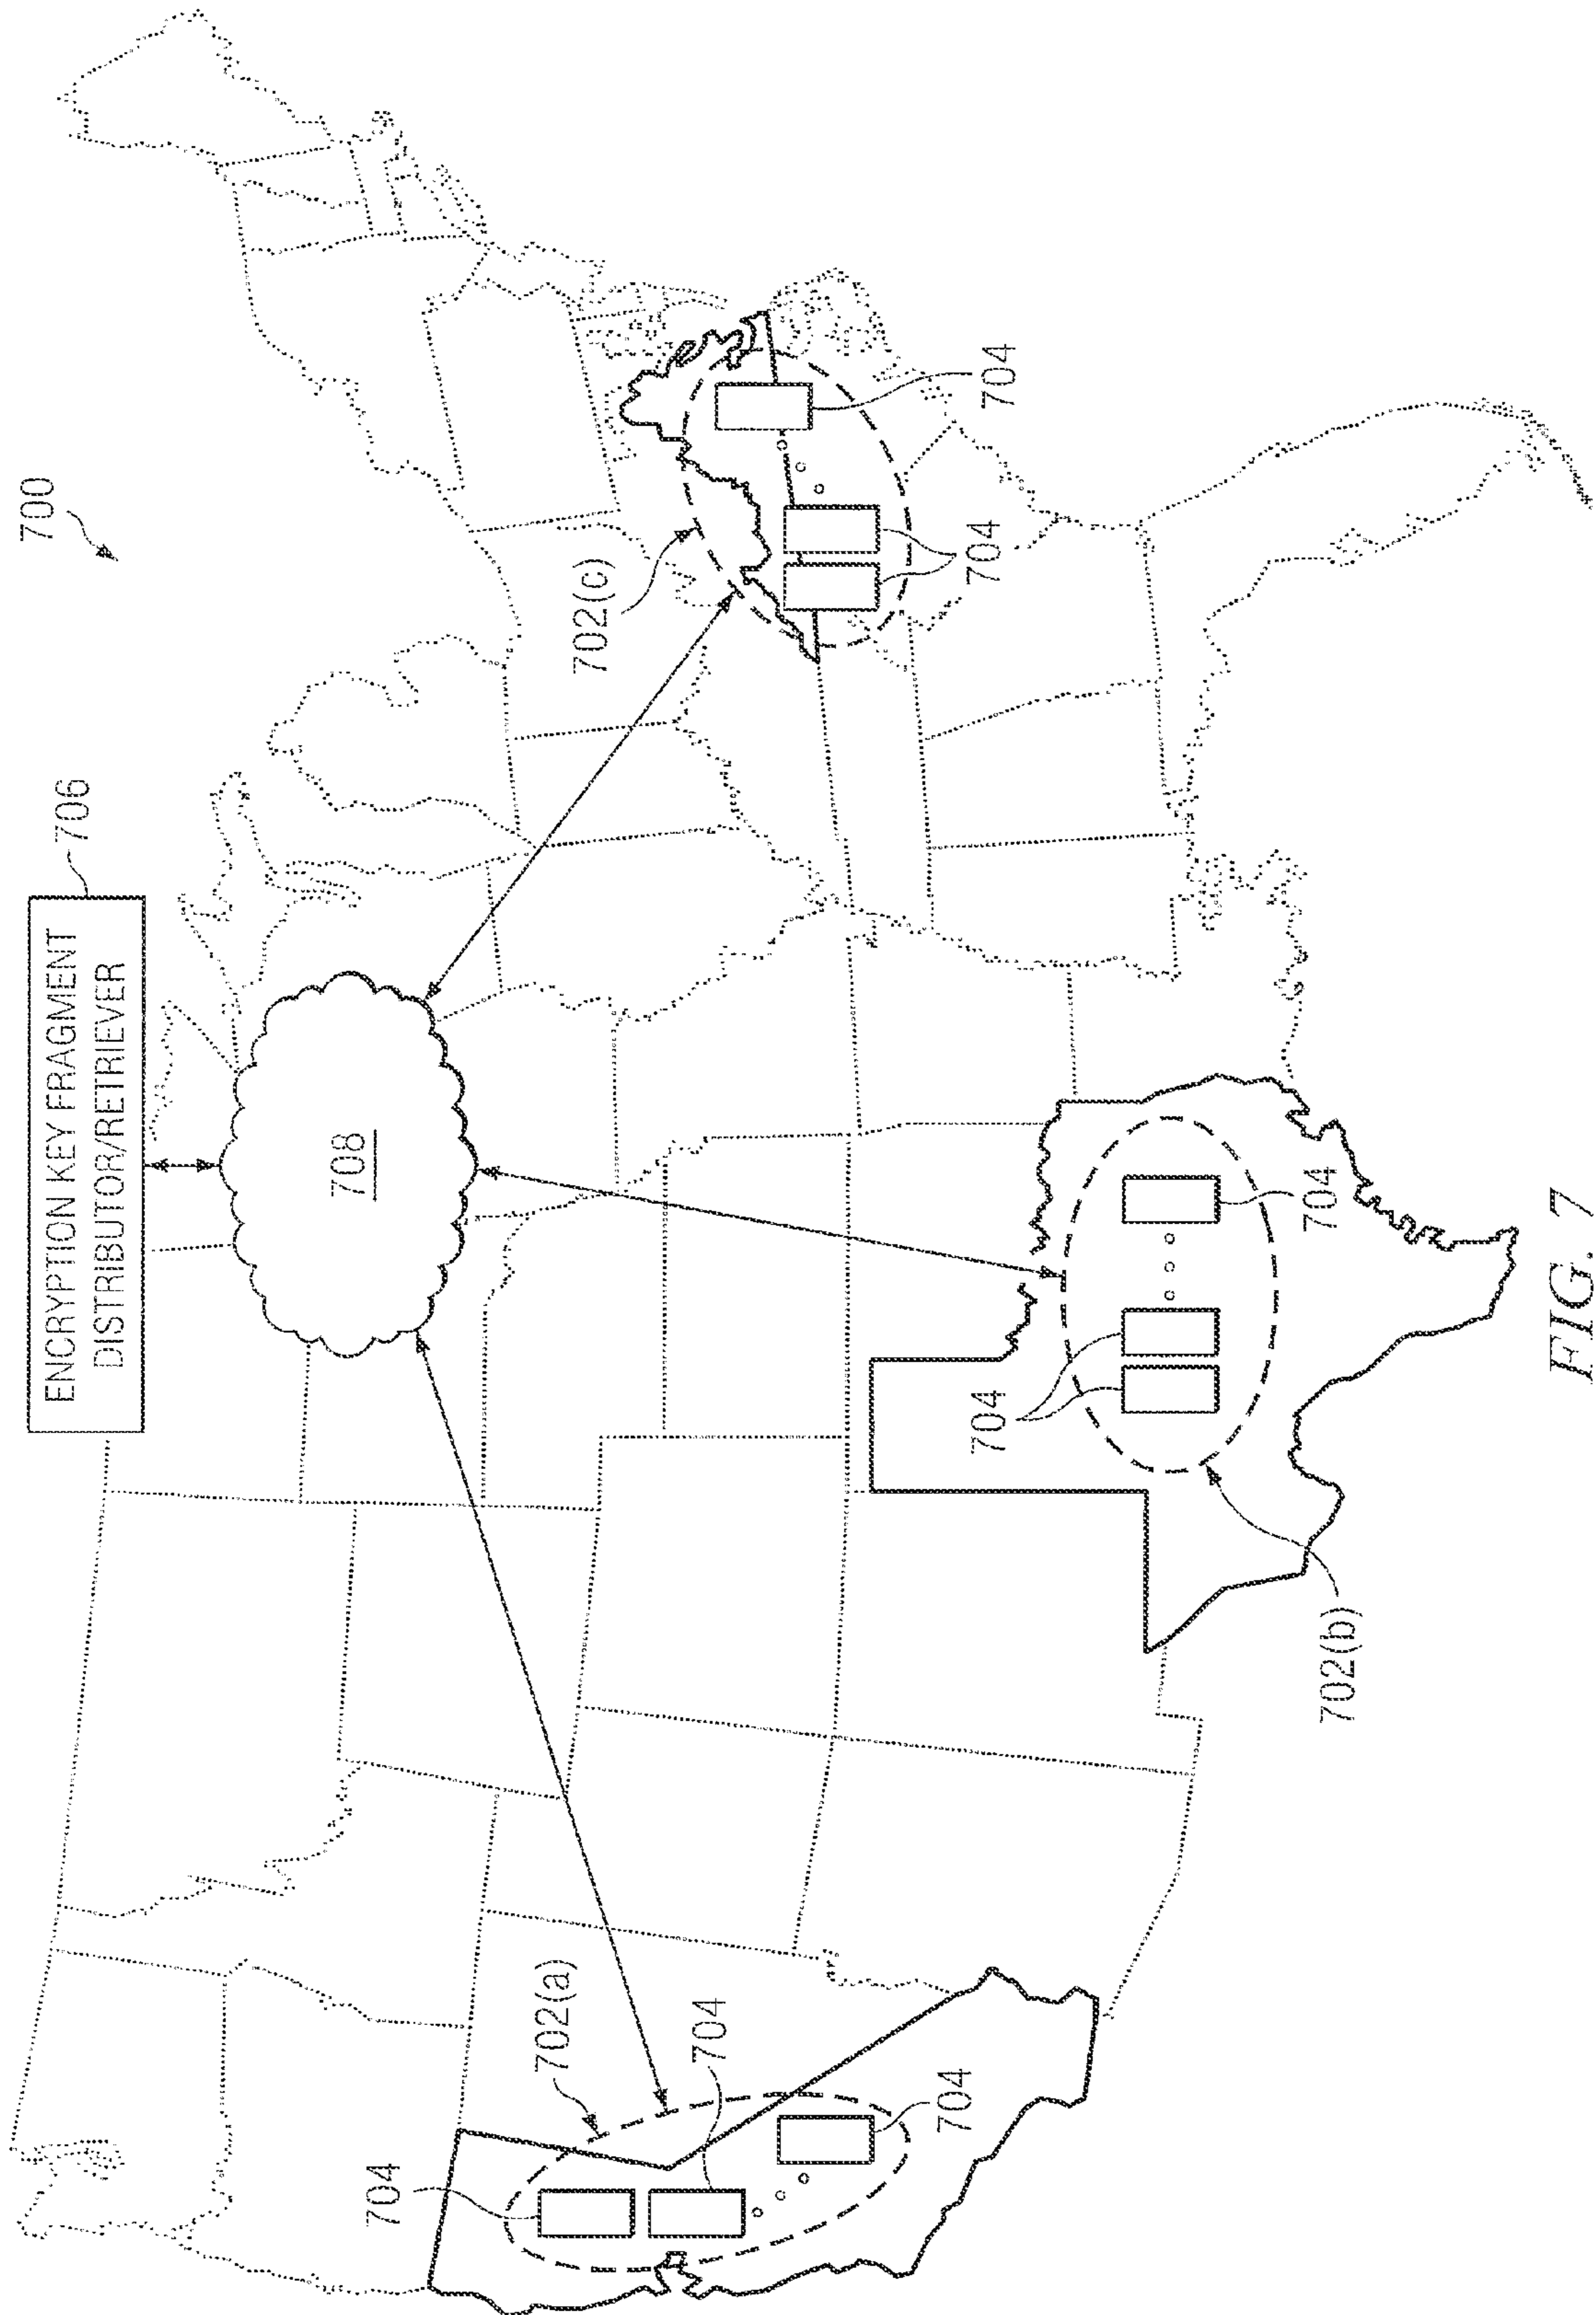 700
ENCRYPTION KEY FRAGMENT
DISTRIBUTOR/RETRIEVER
706
708
702(a)
704
704
704
702(b)
704
704
702(c)
704
704
FIG. 7